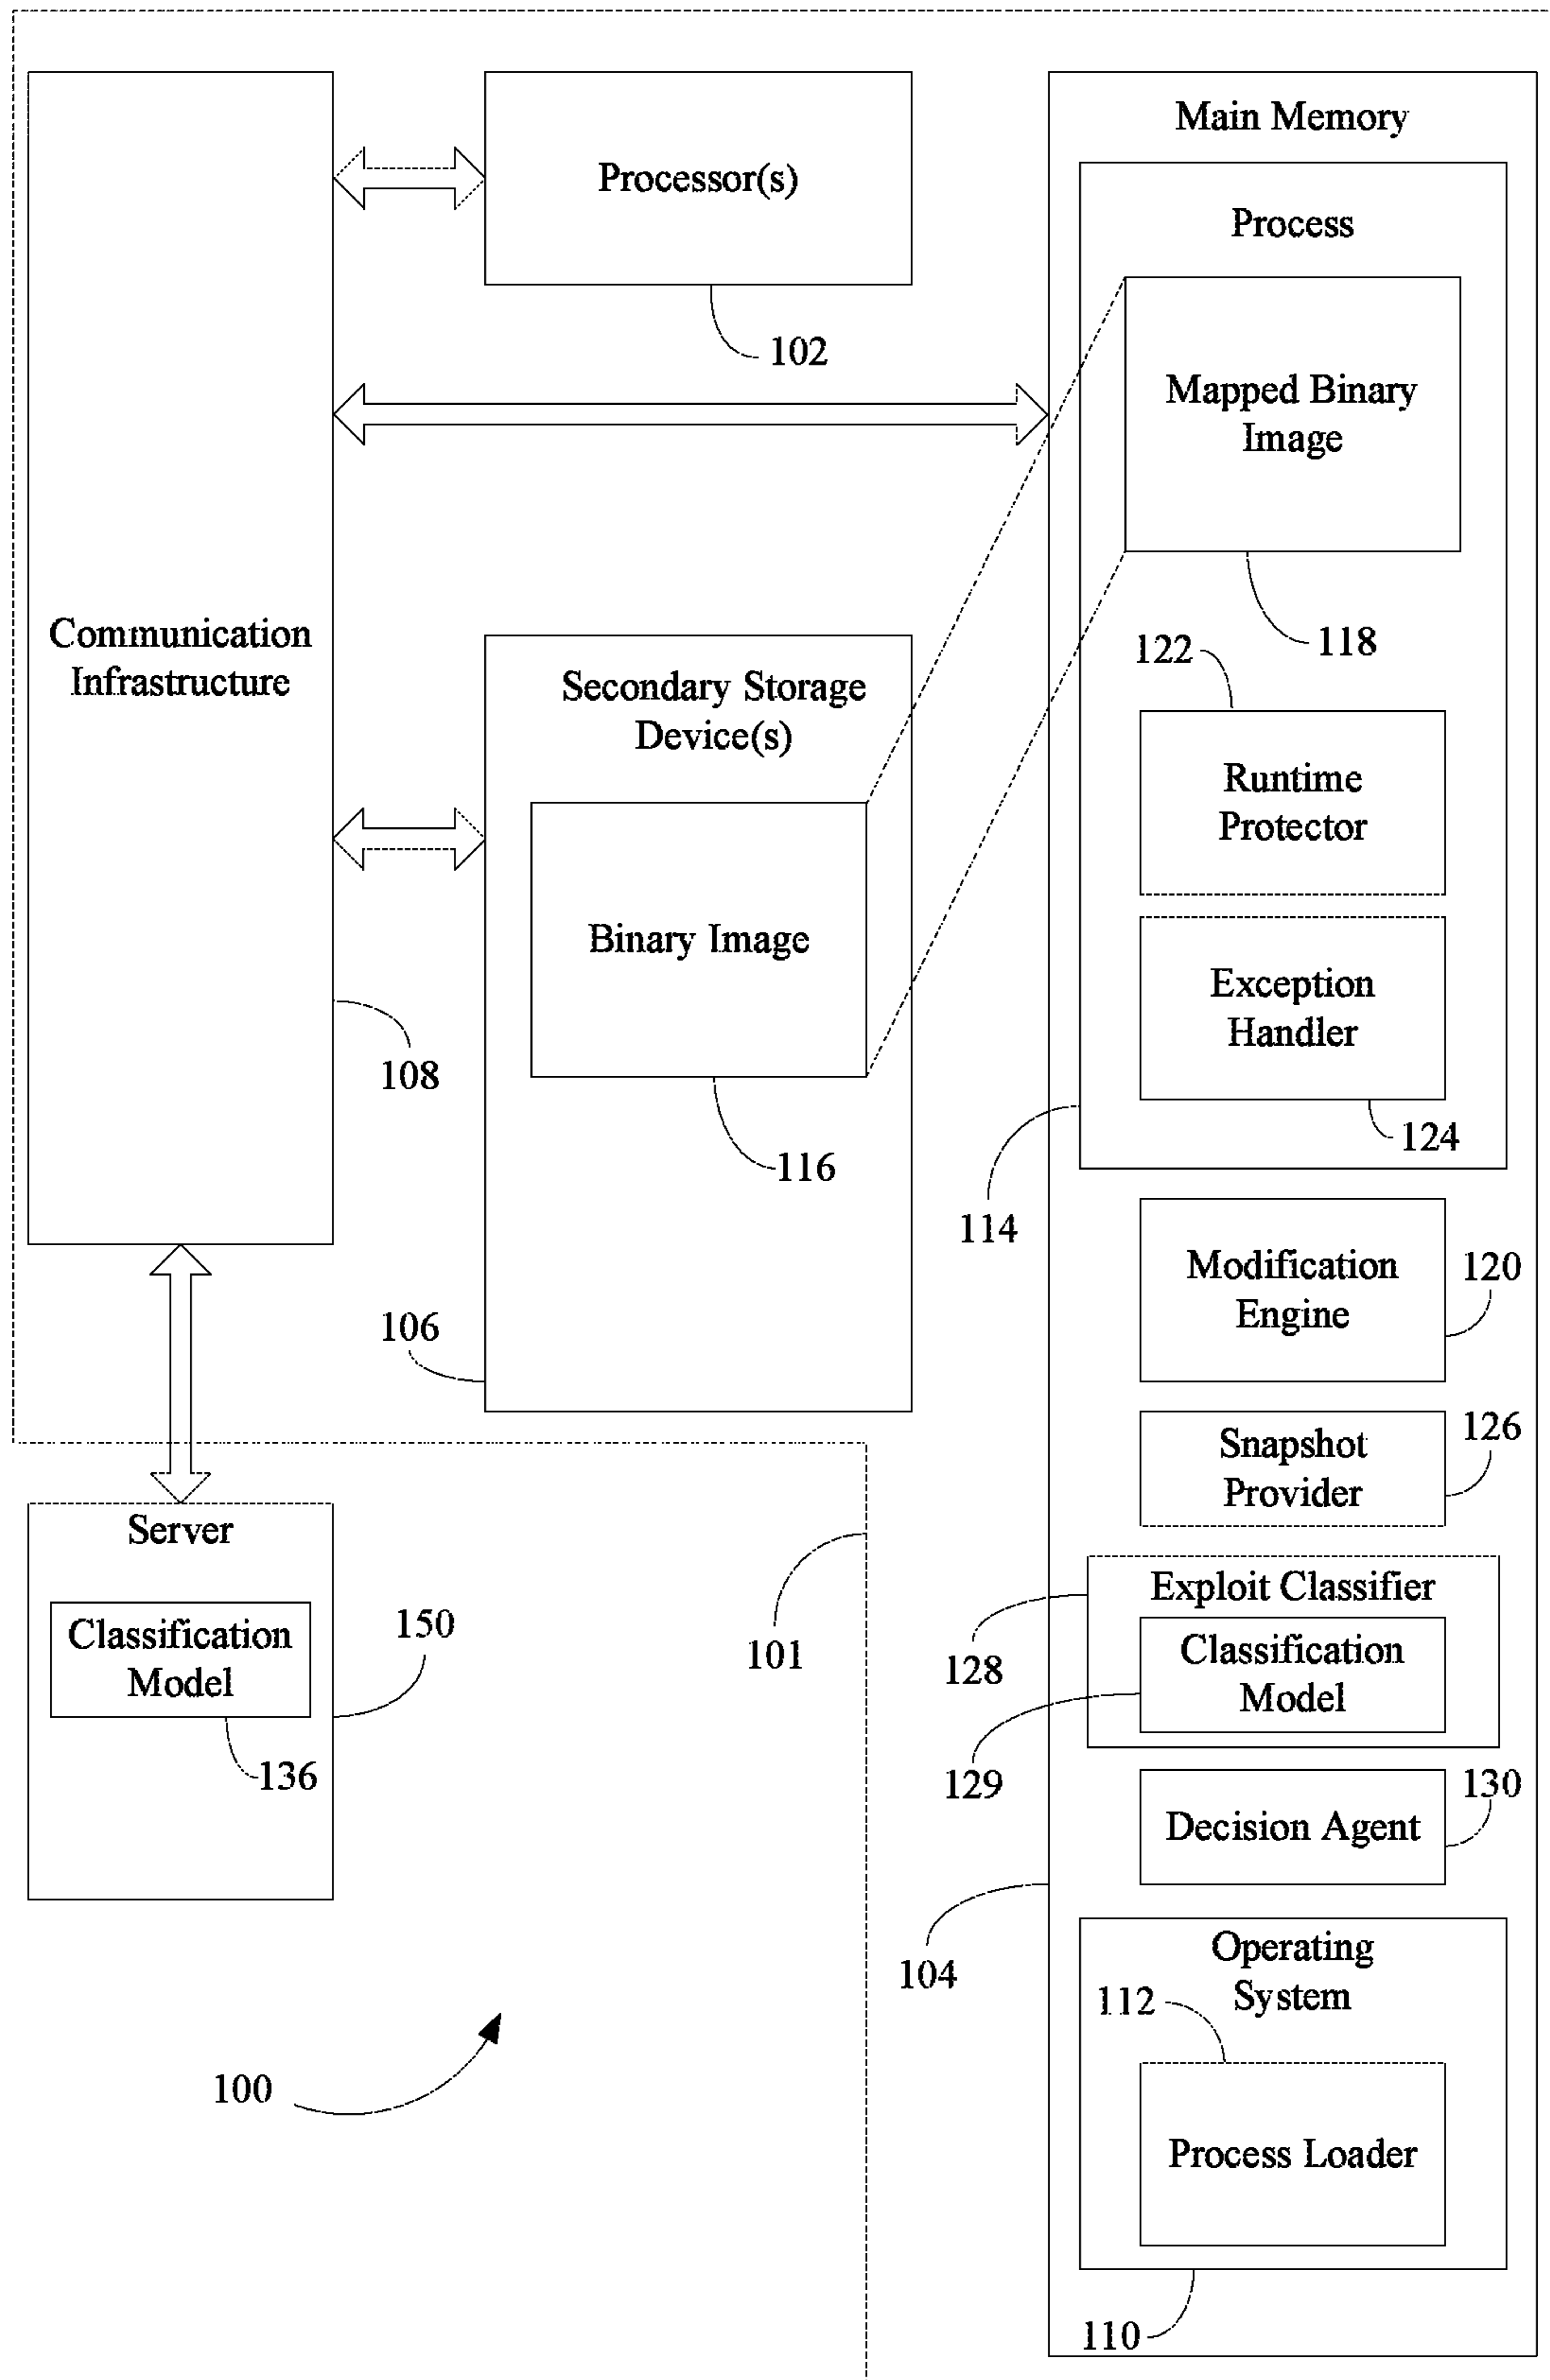 Main Memory
Processor(s)
102
Process
Mapped Binary
Image
118
Communication
Infrastructure
108
Secondary Storage
Device(s)
Binary Image
116
106
122
Runtime
Protector
Exception
Handler
124
114
Modification
Engine
120
Snapshot
Provider
126
Server
Classification
Model
136
150
101
Exploit Classifier
Classification
Model
128
129
Decision Agent
130
104
Operating
System
112
Process Loader
110
100